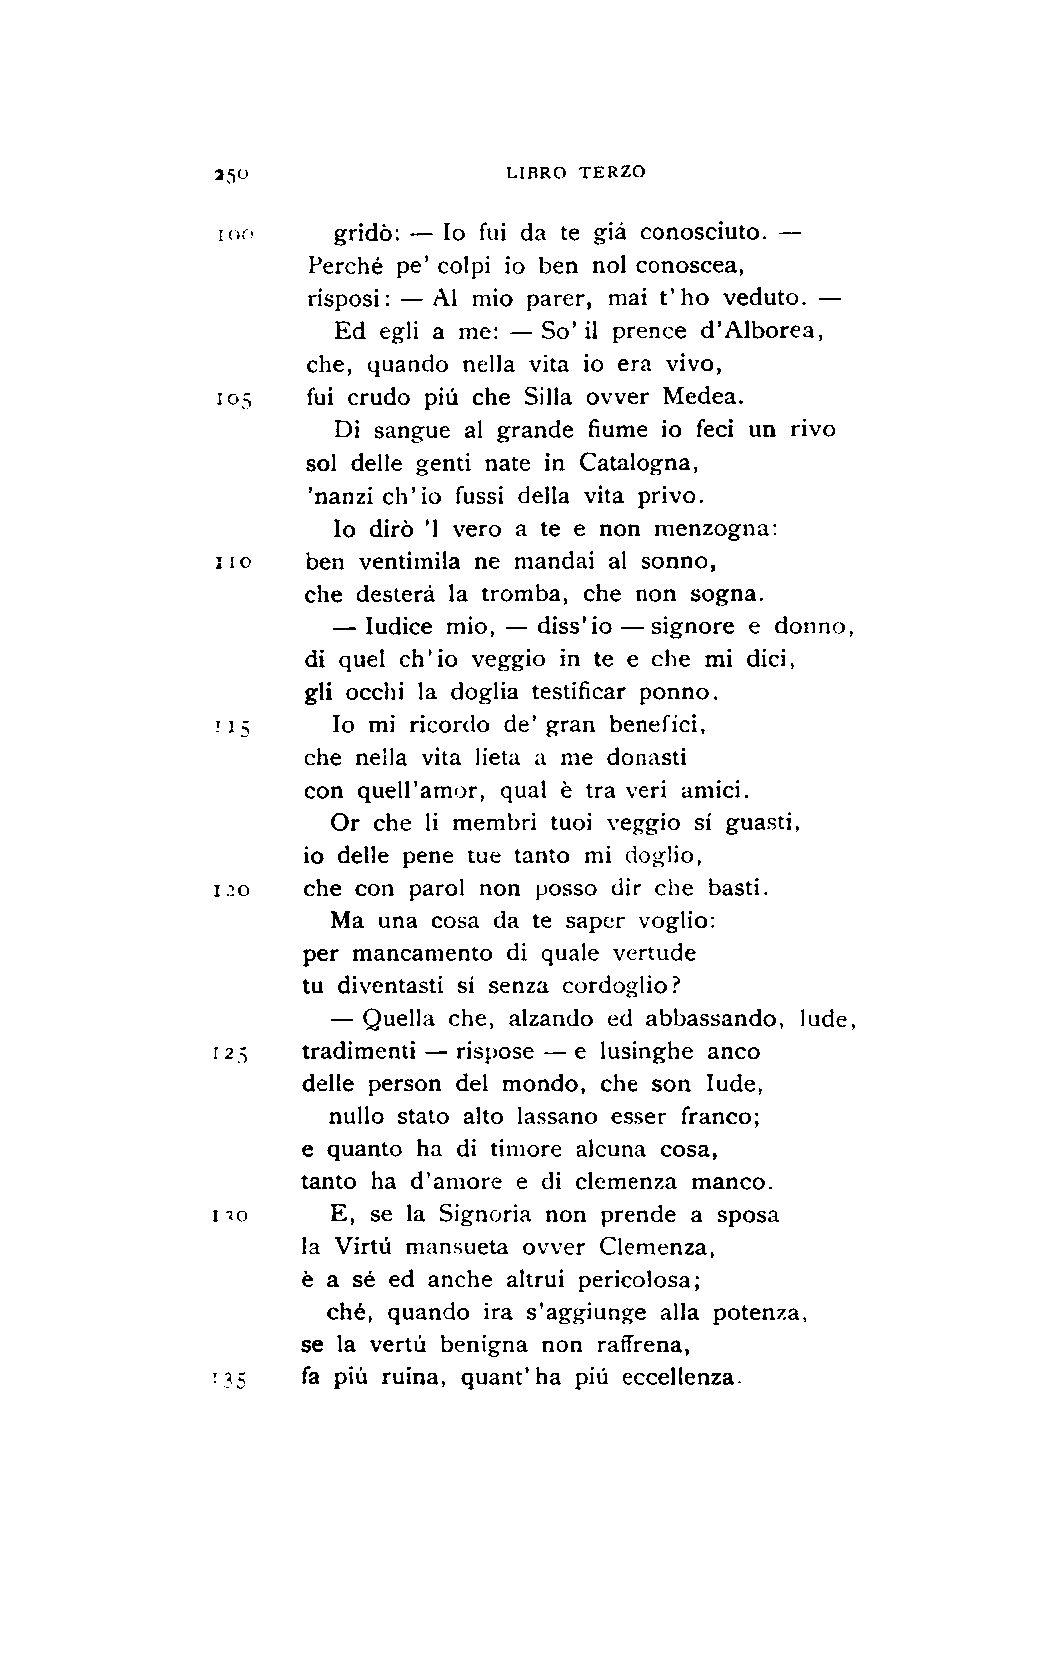 250 LIBRO TERZO
100 gridò: — Io fui da te giá conosciuto. —
Perché pe' colpi io ben nol conoscea,
risposi: — Al mio parer, mai t'ho veduto. —
Ed egli a me: — So' il prence d'Alborea,
che, quando nella vita io era vivo,
105 fui crudo piú che Silla ovver Medea.
Di sangue al grande fiume io feci un rivo
sol delle genti nate in Catalogna,
'nanzi ch'io fussi della vita privo.
Io dirò 'l vero a te e non menzogna:
110 ben ventimila ne mandai al sonno,
che desterá la tromba, che non sogna.
— Iudice mio, — diss'io — signore e donno,
di quel ch'io veggio in te e che mi dici,
gli occhi la doglia testificar ponno.
115 Io mi ricordo de' gran benefici,
che nella vita lieta a me donasti
con quell'amor, qual è tra veri amici.
Or che li membri tuoi veggio sí guasti,
io delle pene tue tanto mi doglio,
120 che con parol non posso dir che basti.
Ma una cosa da te saper voglio:
per mancamento di quale vertude
tu diventasti sí senza cordoglio?
— Quella che, alzando ed abbassando, lude,
125 tradimenti — rispose — e lusinghe anco
delle person del mondo, che son Iude,
nullo stato alto lassano esser franco;
e quanto ha di timore alcuna cosa,
tanto ha d'amore e di clemenza manco.
130 E, se la Signoria non prende a sposa
la Virtú mansueta ovver Clemenza,
è a sé ed anche altrui pericolosa;
ché, quando ira s'aggiunge alla potenza,
se la vertú benigna non raffrena,
135 fa piú ruina, quant'ha piú eccellenza.